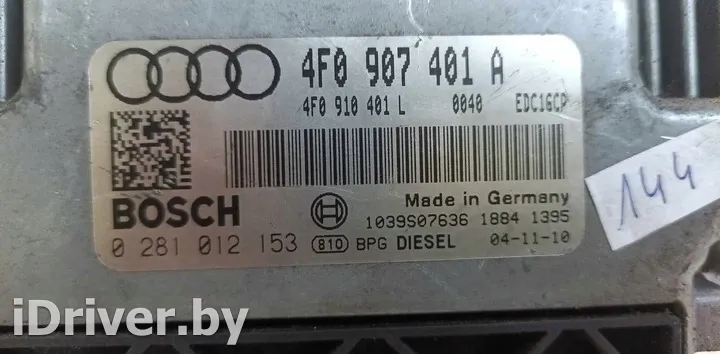 4F0 907 401 A
4F0 910 401 L 0040 EDC16CP
BOSCH
Made in Germany
1039S07636 1884 1395
0 281 012 153 810 BPG DIESEL 04-11-10
144
iDriver.by